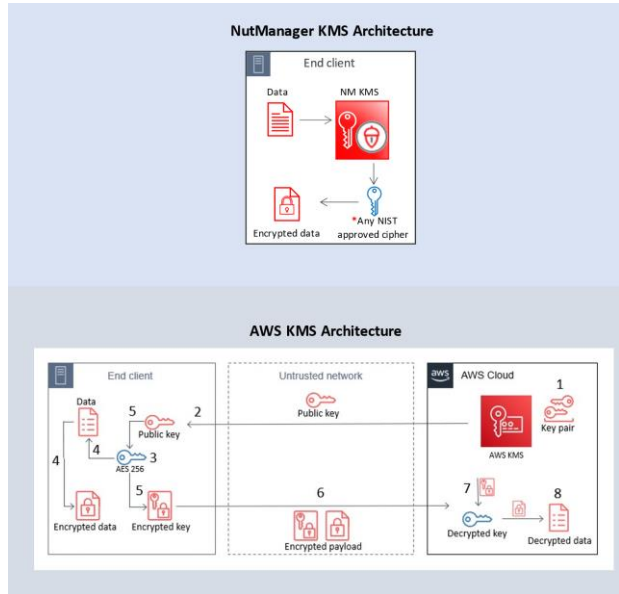 NutManager KMS Architecture
End client
Data
NM KMS
Encrypted data
*Any NIST
approved cipher
AWS KMS Architecture
End client
Untrusted network
aws
AWS Cloud
Data
5
Public key
2
Public key
1
Key pair
AWS KMS
4
4
3
AES 256
5
6
7
8
Encrypted data
Encrypted key
Encrypted payload
Decrypted key
Decrypted data